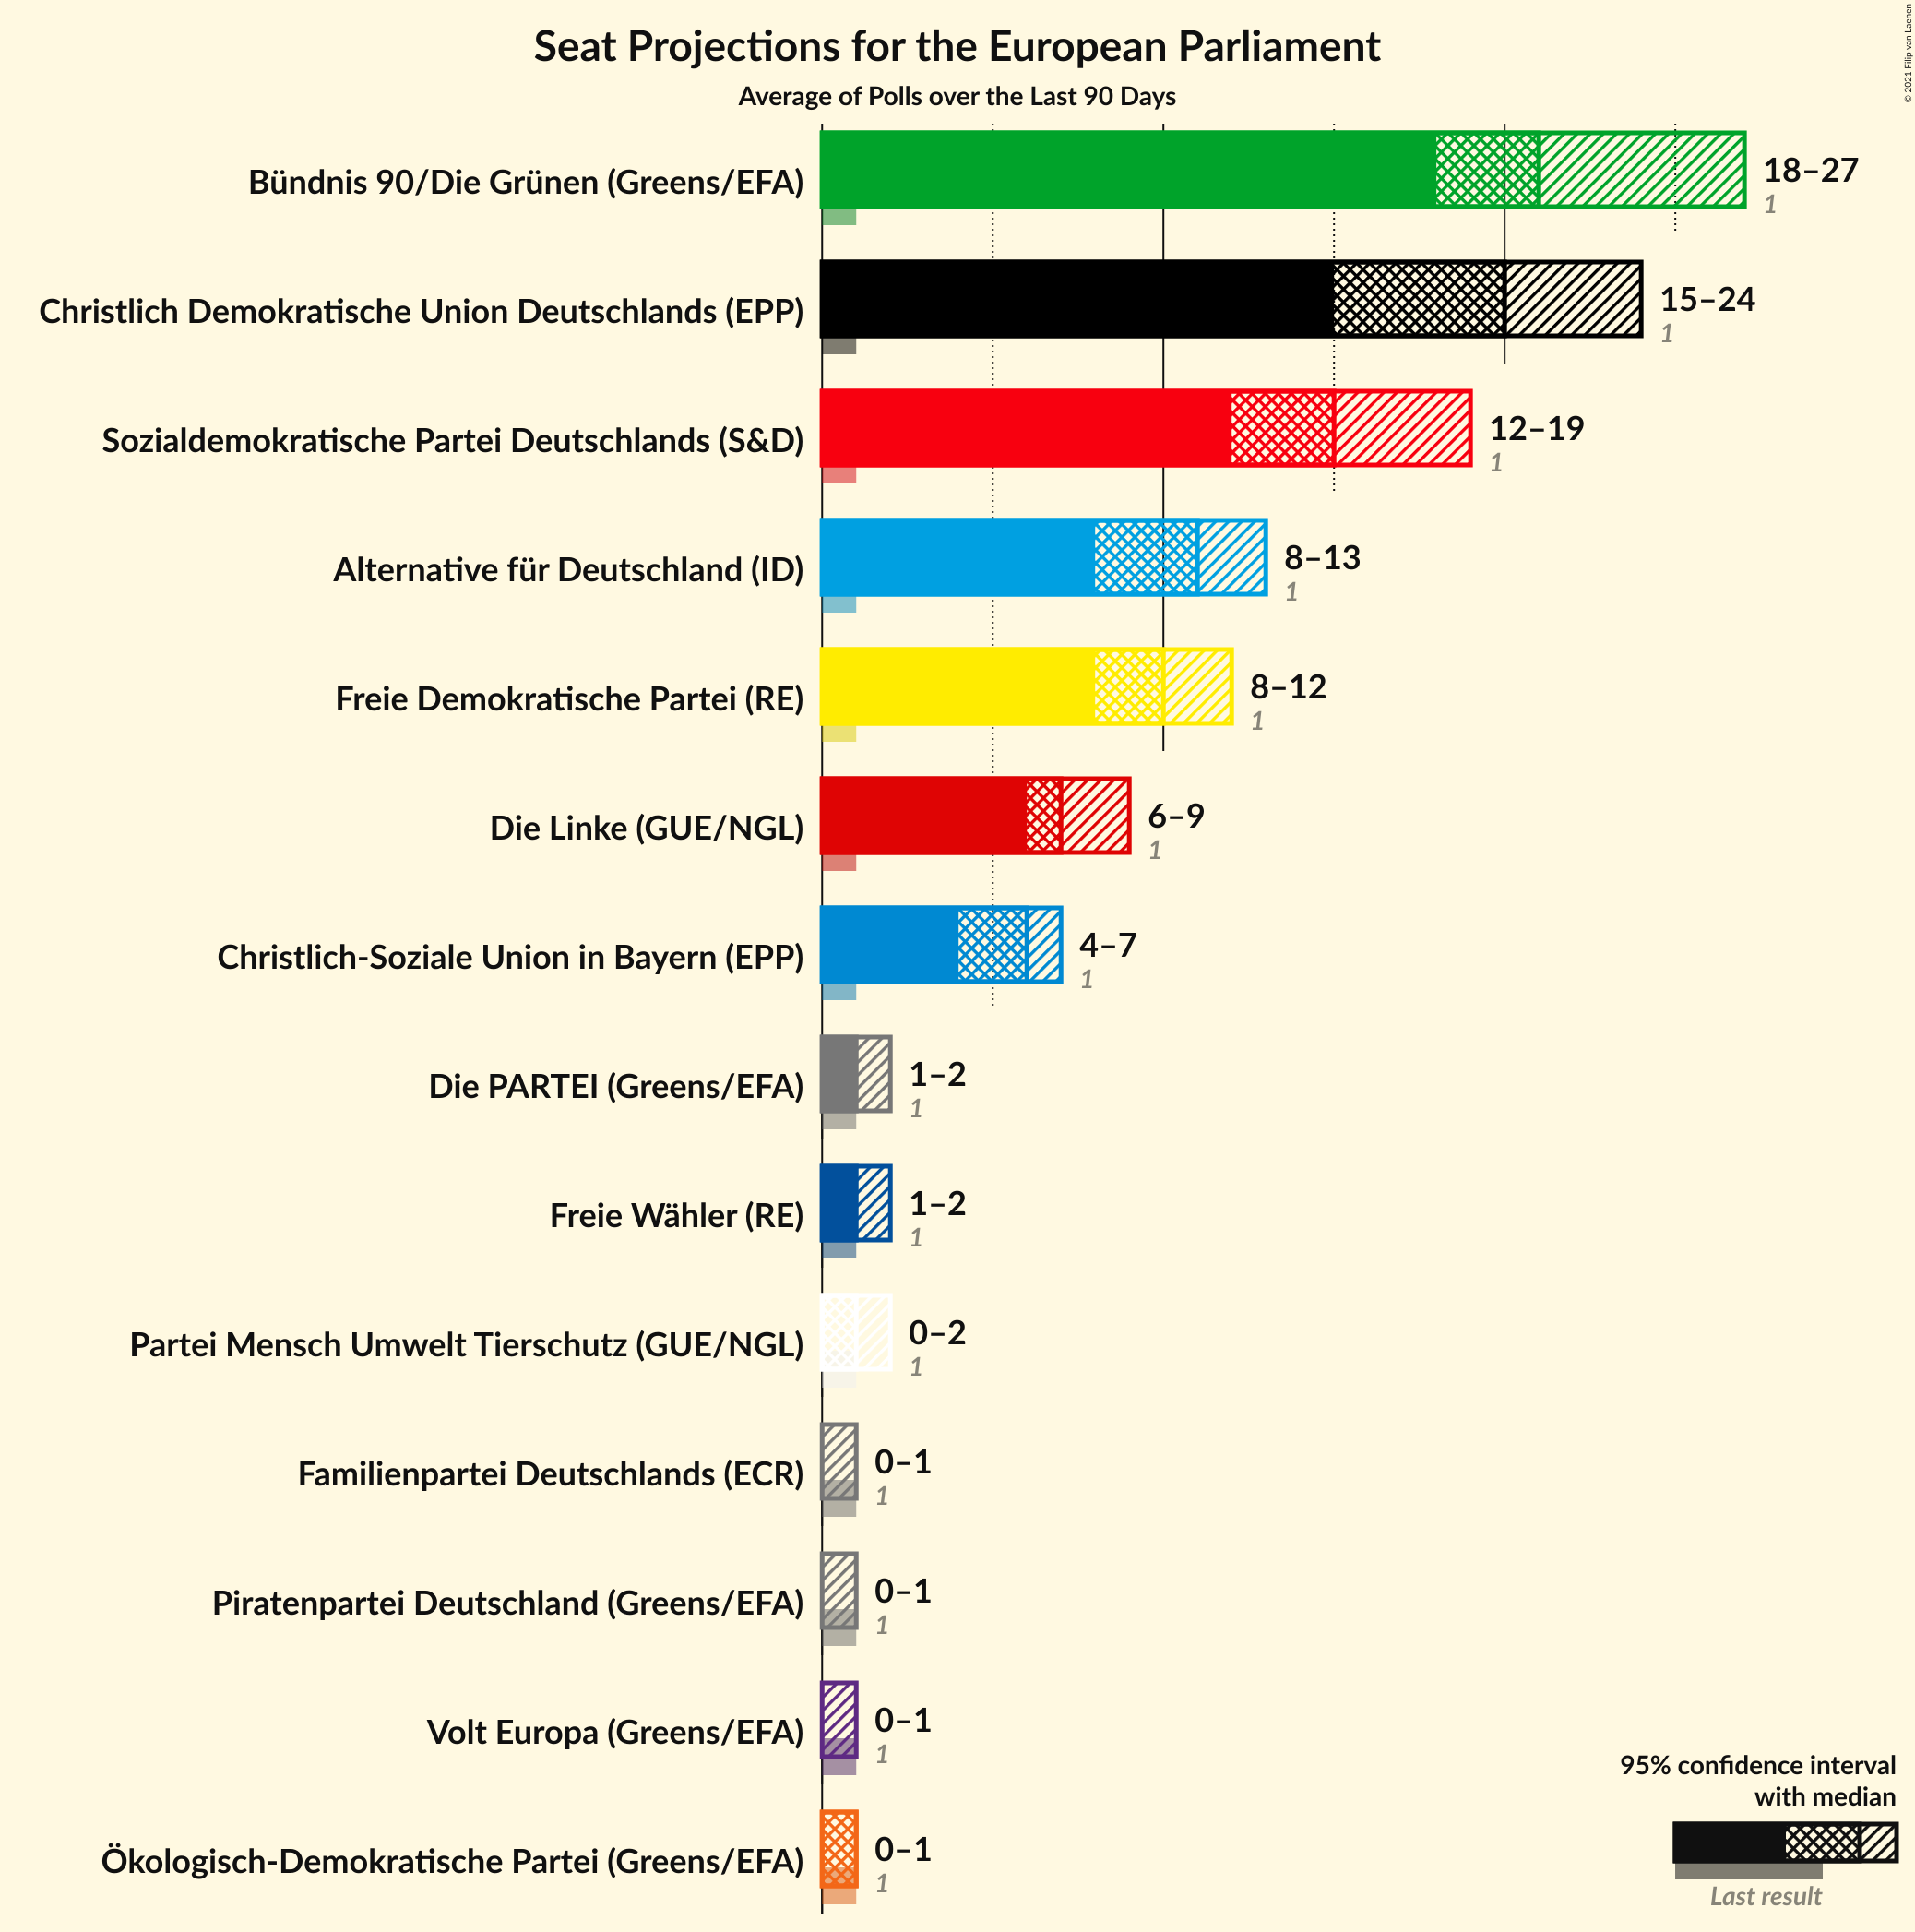 Seat Projections for the European Parliament
Average of Polls over the Last 90 Days
© 2021 Filip van Laenen
Bündnis 90/Die Grünen (Greens/EFA)
18–27
1
Christlich Demokratische Union Deutschlands (EPP)
15–24
1
Sozialdemokratische Partei Deutschlands (S&D)
12–19
1
Alternative für Deutschland (ID)
8–13
1
Freie Demokratische Partei (RE)
8–12
1
Die Linke (GUE/NGL)
6–9
1
Christlich-Soziale Union in Bayern (EPP)
4–7
1
Die PARTEI (Greens/EFA)
1–2
1
Freie Wähler (RE)
1–2
1
Partei Mensch Umwelt Tierschutz (GUE/NGL)
0–2
1
Familienpartei Deutschlands (ECR)
0–1
1
Piratenpartei Deutschland (Greens/EFA)
0–1
1
Volt Europa (Greens/EFA)
0–1
1
Ökologisch-Demokratische Partei (Greens/EFA)
0–1
1
95% confidence interval
with median
Last result